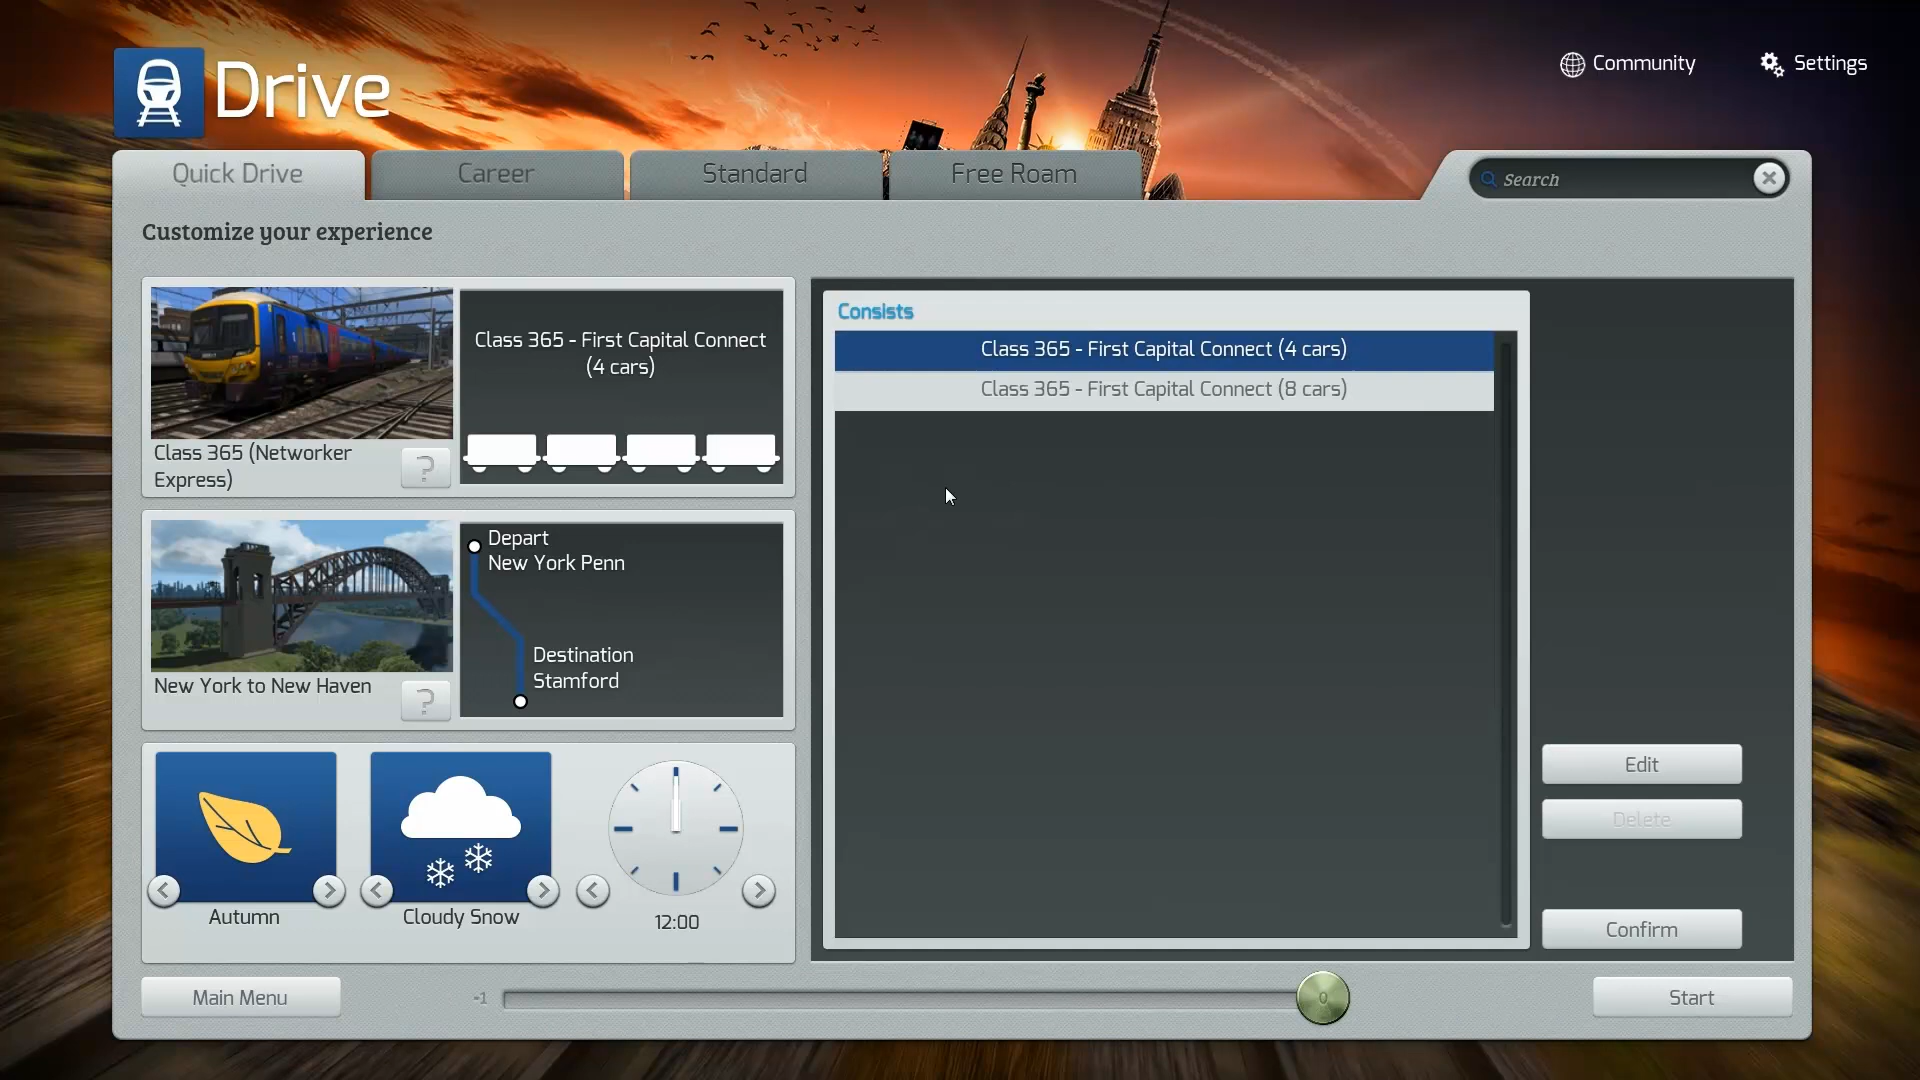 Drive
Community
Settings
Quick Drive
Career
Standard
Free Roam
Search
Customize your experience
Class 365 - First Capital Connect
(4 cars)
Class 365 (Networker
Express)
?
Depart
New York Penn
Destination
Stamford
New York to New Haven
?
Autumn
Cloudy Snow
12:00
Consists
Class 365 - First Capital Connect (4 cars)
Class 365 - First Capital Connect (8 cars)
Edit
Delete
Confirm
Main Menu
-1
0
Start